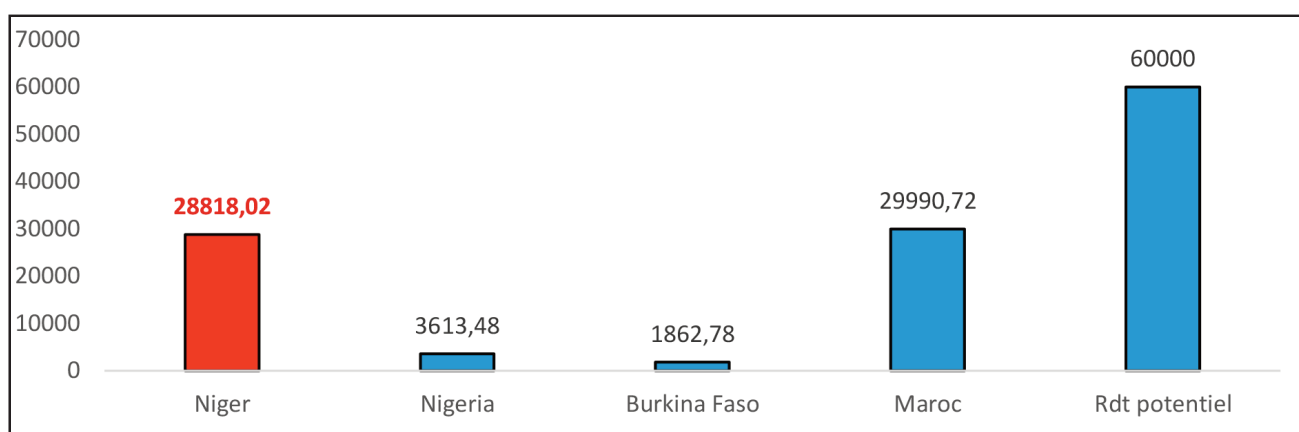 70000
60000
50000
40000
30000
20000
10000
0
28818,02
3613,48
1862,78
29990,72
60000
Niger
Nigeria
Burkina Faso
Maroc
Rdt potentiel